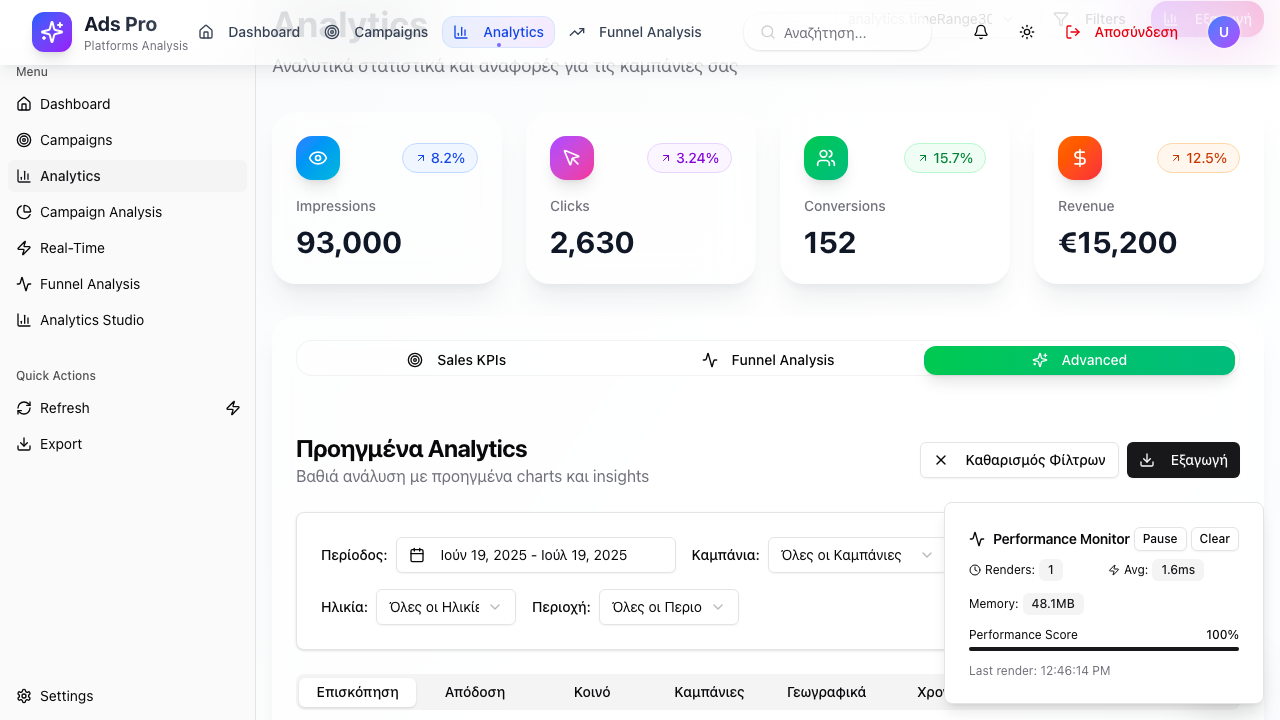 Ads Pro
Platforms Analysis
Dashboard
Campaigns
Analytics
Funnel Analysis
Αναζήτηση...
Αποσύνδεση
U
Analytics
analytics.timeRange30
Filters
Εξαγωγή
Αναλυτικά στατιστικά και αναφορές για τις καμπάνιες σας
Menu
Dashboard
Campaigns
Analytics
Campaign Analysis
Real-Time
Funnel Analysis
Analytics Studio
Quick Actions
Refresh
Export
Settings
8.2%
Impressions
93,000
3.24%
Clicks
2,630
15.7%
Conversions
152
12.5%
Revenue
€15,200
Sales KPIs
Funnel Analysis
Advanced
Προηγμένα Analytics
Βαθιά ανάλυση με προηγμένα charts και insights
Καθαρισμός Φίλτρων
Εξαγωγή
Περίοδος:
Ιούν 19, 2025 - Ιούλ 19, 2025
Καμπάνια:
Όλες οι Καμπάνιες
Ηλικία:
Όλες οι Ηλικίε
Περιοχή:
Όλες οι Περιο
Επισκόπηση
Απόδοση
Κοινό
Καμπάνιες
Γεωγραφικά
Χρο
Performance Monitor
Pause
Clear
Renders: 1
Avg: 1.6ms
Memory: 48.1MB
Performance Score
100%
Last render: 12:46:14 PM